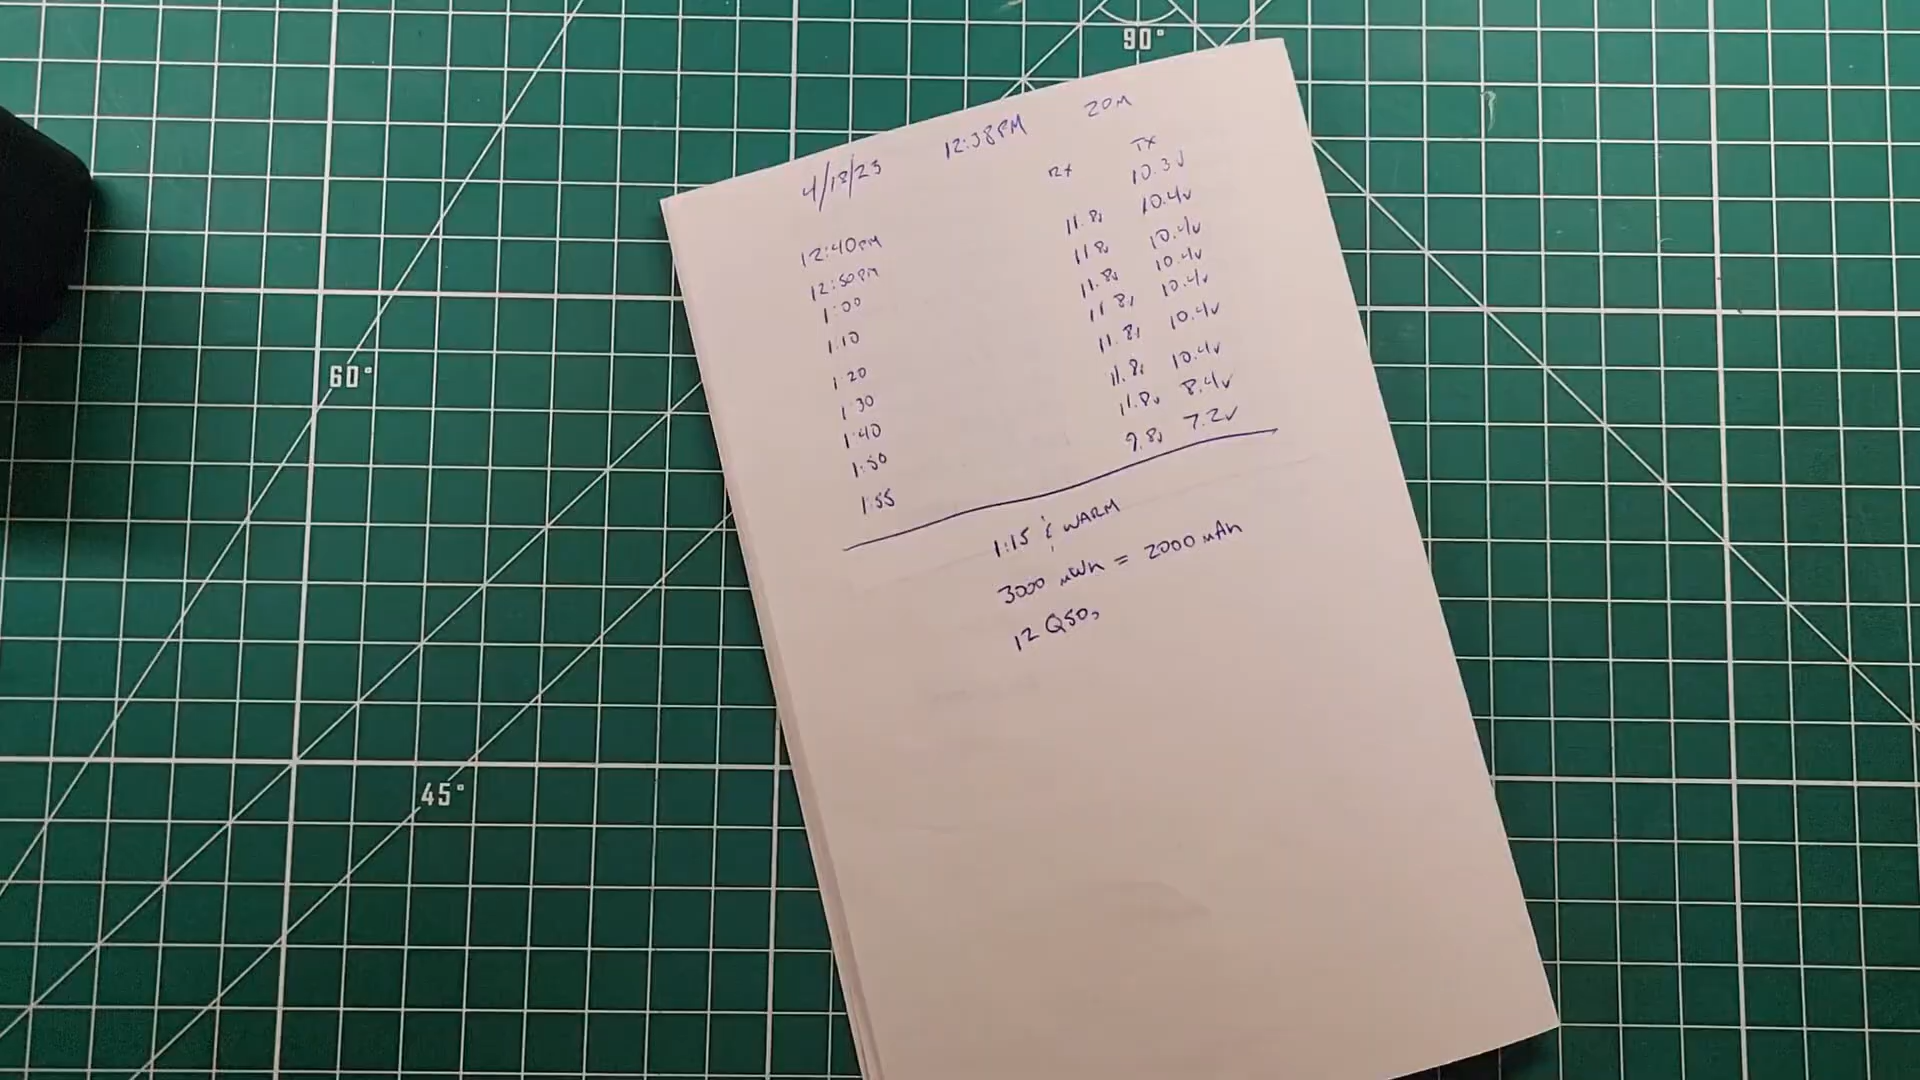 90°
4/18/23 12:38PM 20M
RX TX
12:40PM 10.3V
12:50PM 11.8V 10.4V
1:00 11.8 10.4V
1:10 11.8V 10.4V
1:20 11.8V 10.4V
1:30 11.8V 10.4V
1:40 11.8V 10.4V
1:50 11.8V 8.4V
1:55 9.8V 7.2V
1:15 & WARM
3000 mWh = 2000 mAh
12 QSOs
60°
45°